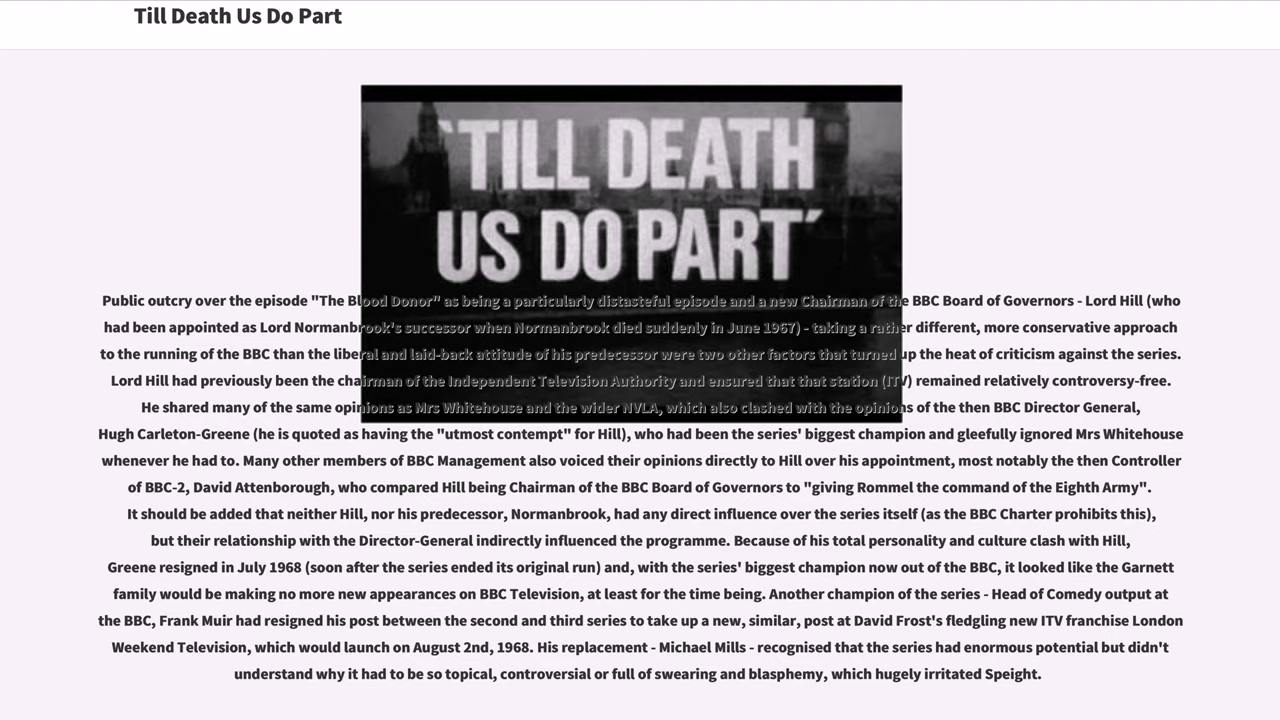 Till Death Us Do Part
‘TILL DEATH
US DO PART’
Public outcry over the episode "The Blood Donor" as being a particularly distasteful episode and a new Chairman of the BBC Board of Governors - Lord Hill (who
had been appointed as Lord Normanbrook's successor when Normanbrook died suddenly in June 1967) - taking a rather different, more conservative approach
to the running of the BBC than the liberal and laid-back attitude of his predecessor were two other factors that turned up the heat of criticism against the series.
Lord Hill had previously been the chairman of the Independent Television Authority and ensured that that station (ITV) remained relatively controversy-free.
He shared many of the same opinions as Mrs Whitehouse and the wider NVLA, which also clashed with the opinions of the then BBC Director General,
Hugh Carleton-Greene (he is quoted as having the "utmost contempt" for Hill), who had been the series' biggest champion and gleefully ignored Mrs Whitehouse
whenever he had to. Many other members of BBC Management also voiced their opinions directly to Hill over his appointment, most notably the then Controller
of BBC-2, David Attenborough, who compared Hill being Chairman of the BBC Board of Governors to "giving Rommel the command of the Eighth Army".
It should be added that neither Hill, nor his predecessor, Normanbrook, had any direct influence over the series itself (as the BBC Charter prohibits this),
but their relationship with the Director-General indirectly influenced the programme. Because of his total personality and culture clash with Hill,
Greene resigned in July 1968 (soon after the series ended its original run) and, with the series' biggest champion now out of the BBC, it looked like the Garnett
family would be making no more new appearances on BBC Television, at least for the time being. Another champion of the series - Head of Comedy output at
the BBC, Frank Muir had resigned his post between the second and third series to take up a new, similar, post at David Frost's fledgling new ITV franchise London
Weekend Television, which would launch on August 2nd, 1968. His replacement - Michael Mills - recognised that the series had enormous potential but didn't
understand why it had to be so topical, controversial or full of swearing and blasphemy, which hugely irritated Speight.